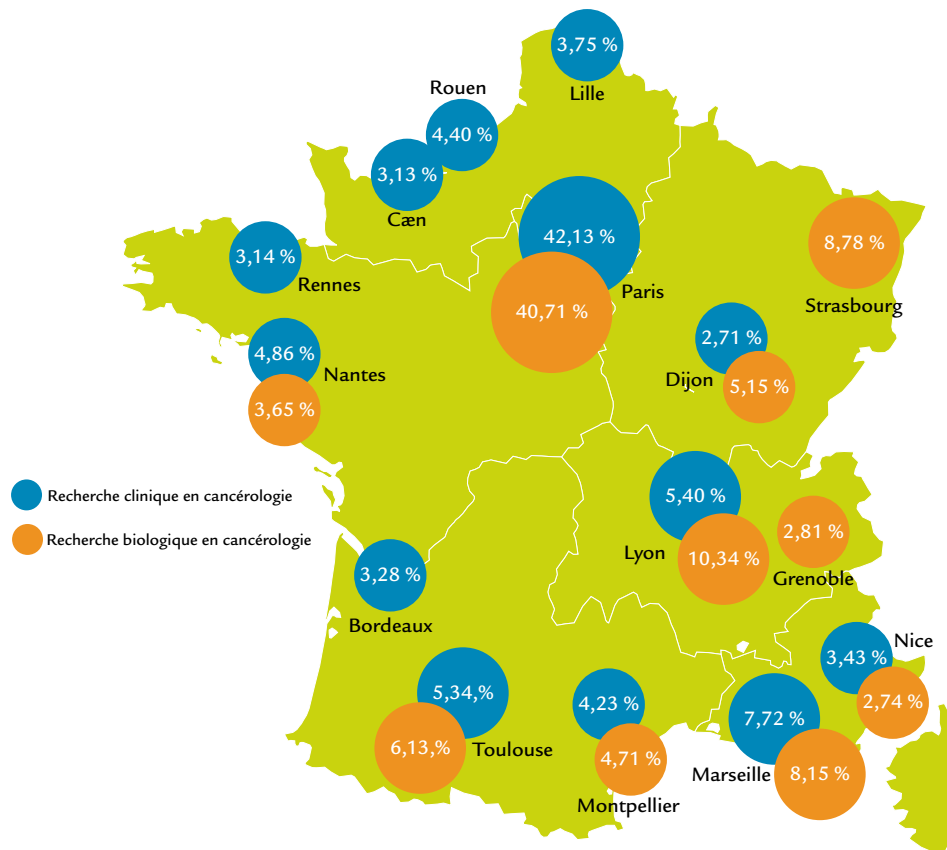 3,75 %
Lille
Rouen
4,40 %
3,13 %
Cæn
42,13 %
40,71 %
Paris
8,78 %
Strasbourg
3,14 %
Rennes
4,86 %
Nantes
3,65 %
2,71 %
Dijon
5,15 %
Recherche clinique en cancérologie
Recherche biologique en cancérologie
5,40 %
Lyon
10,34 %
2,81 %
Grenoble
3,28 %
Bordeaux
5,34,%
6,13,%
Toulouse
4,23 %
4,71 %
Montpellier
Nice
3,43 %
2,74 %
7,72 %
Marseille
8,15 %